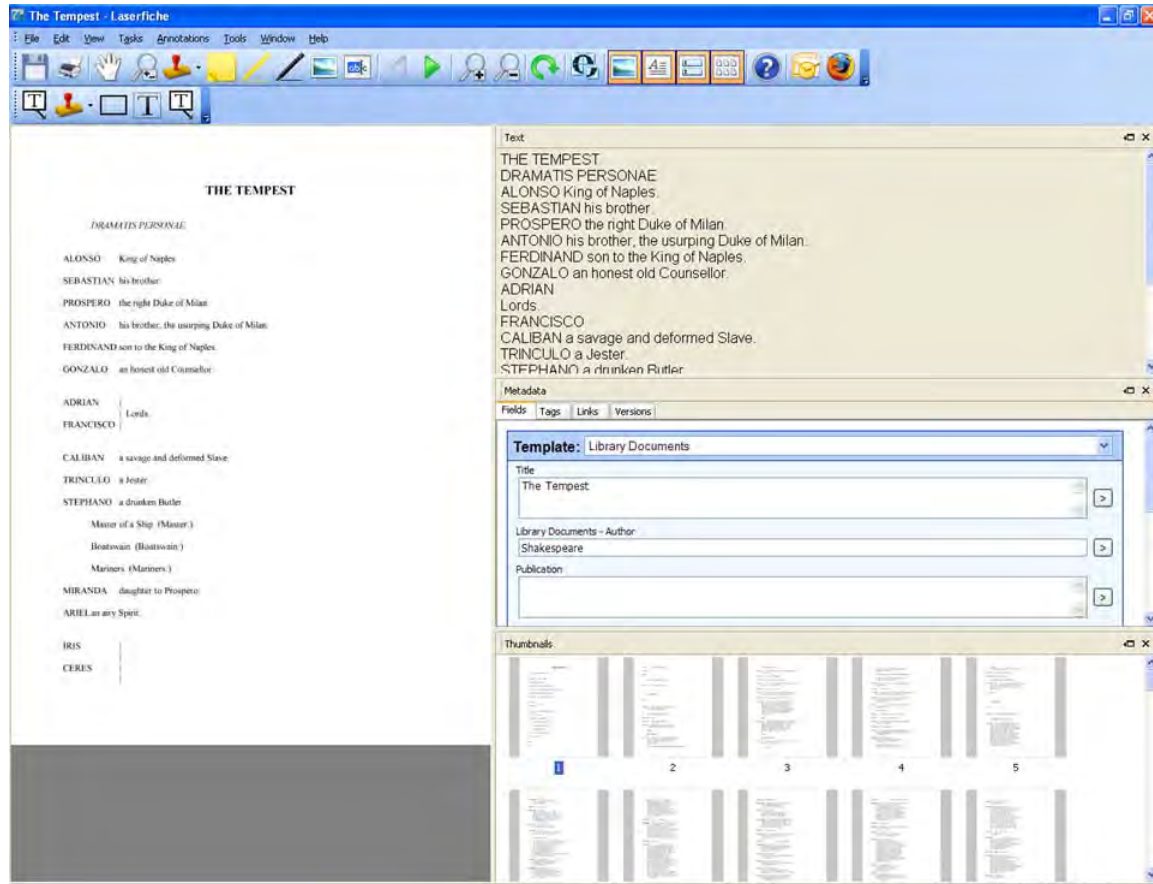 The Tempest - Laserfiche
File Edit View Tasks Annotations Tools Window Help
THE TEMPEST
DRAMATIS PERSONAE
ALONSO King of Naples.
SEBASTIAN his brother.
PROSPERO the right Duke of Milan.
ANTONIO his brother, the usurping Duke of Milan.
FERDINAND son to the King of Naples.
GONZALO an honest old Counsellor.
ADRIAN
Lords.
FRANCISCO
CALIBAN a savage and deformed Slave.
TRINCULO a Jester.
STEPHANO a drunken Butler.
Master of a Ship. (Master:)
Boatswain. (Boatswain:)
Mariners. (Mariners:)
MIRANDA daughter to Prospero.
ARIEL an airy Spirit.
IRIS
CERES
Text
THE TEMPEST
DRAMATIS PERSONAE
ALONSO King of Naples.
SEBASTIAN his brother.
PROSPERO the right Duke of Milan.
ANTONIO his brother, the usurping Duke of Milan.
FERDINAND son to the King of Naples.
GONZALO an honest old Counsellor.
ADRIAN
Lords.
FRANCISCO
CALIBAN a savage and deformed Slave.
TRINCULO a Jester.
STEPHANO a drunken Butler.
Metadata
Fields Tags Links Versions
Template: Library Documents
Title
The Tempest
Library Documents - Author
Shakespeare
Publication
Thumbnails
1 2 3 4 5